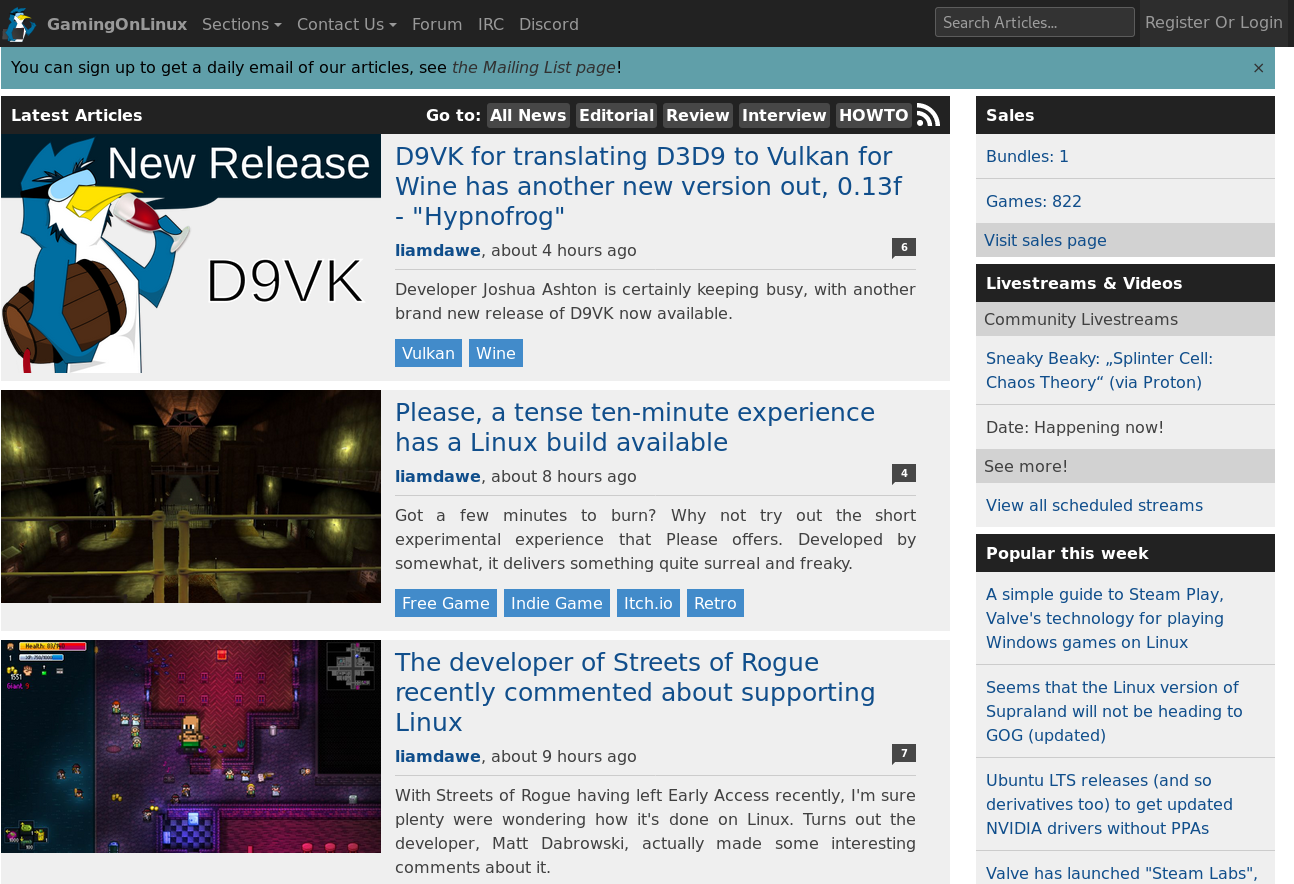 GamingOnLinux Sections Contact Us Forum IRC Discord Search Articles... Register Or Login
You can sign up to get a daily email of our articles, see the Mailing List page! ×
Latest Articles Go to: All News Editorial Review Interview HOWTO
New Release
D9VK
D9VK for translating D3D9 to Vulkan for
Wine has another new version out, 0.13f
- "Hypnofrog"
liamdawe, about 4 hours ago 6
Developer Joshua Ashton is certainly keeping busy, with another
brand new release of D9VK now available.
Vulkan Wine
Please, a tense ten-minute experience
has a Linux build available
liamdawe, about 8 hours ago 4
Got a few minutes to burn? Why not try out the short
experimental experience that Please offers. Developed by
somewhat, it delivers something quite surreal and freaky.
Free Game Indie Game Itch.io Retro
1551
The developer of Streets of Rogue
recently commented about supporting
Linux
liamdawe, about 9 hours ago 7
With Streets of Rogue having left Early Access recently, I'm sure
plenty were wondering how it's done on Linux. Turns out the
developer, Matt Dabrowski, actually made some interesting
comments about it.
Sales
Bundles: 1
Games: 822
Visit sales page
Livestreams & Videos
Community Livestreams
Sneaky Beaky: „Splinter Cell:
Chaos Theory“ (via Proton)
Date: Happening now!
See more!
View all scheduled streams
Popular this week
A simple guide to Steam Play,
Valve's technology for playing
Windows games on Linux
Seems that the Linux version of
Supraland will not be heading to
GOG (updated)
Ubuntu LTS releases (and so
derivatives too) to get updated
NVIDIA drivers without PPAs
Valve has launched "Steam Labs",